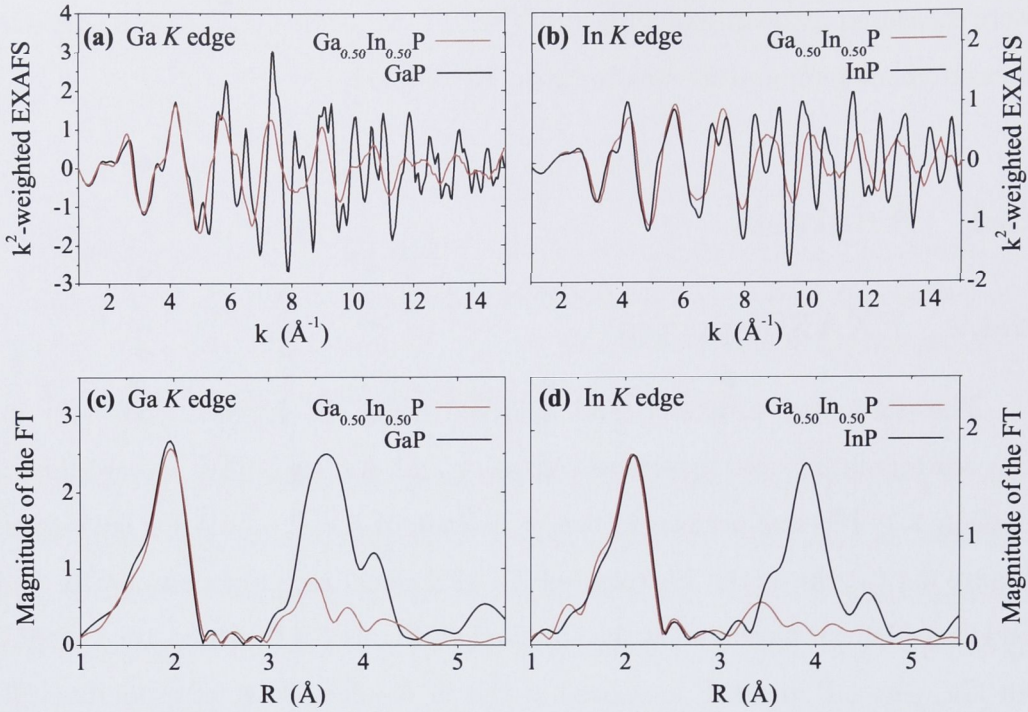 (a) Ga K edge
Ga0.50In0.50P
GaP
4
3
2
1
0
-1
-2
-3
k²-weighted EXAFS
2 4 6 8 10 12 14
k (Å⁻¹)
(b) In K edge
Ga0.50In0.50P
InP
2
1
0
-1
-2
k²-weighted EXAFS
2 4 6 8 10 12 14
k (Å⁻¹)
(c) Ga K edge
Ga0.50In0.50P
GaP
3
2
1
0
Magnitude of the FT
1 2 3 4 5
R (Å)
(d) In K edge
Ga0.50In0.50P
InP
2
1
0
Magnitude of the FT
1 2 3 4 5
R (Å)